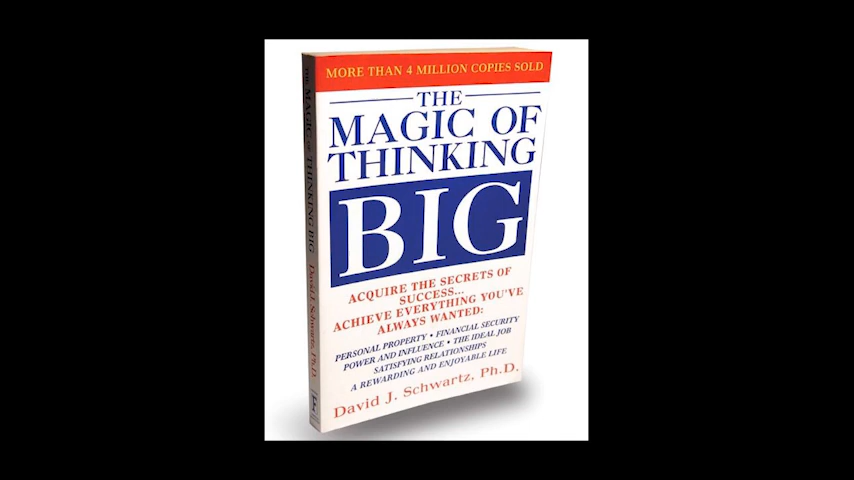 MORE THAN 4 MILLION COPIES SOLD
THE
MAGIC OF
THINKING
BIG
ACQUIRE THE SECRETS OF
SUCCESS...
ACHIEVE EVERYTHING YOU'VE
ALWAYS WANTED:
PERSONAL PROPERTY • FINANCIAL SECURITY
POWER AND INFLUENCE • THE IDEAL JOB
SATISFYING RELATIONSHIPS
A REWARDING AND ENJOYABLE LIFE
David J. Schwartz, Ph.D.
THE MAGIC OF THINKING BIG David J. Schwartz, Ph.D.